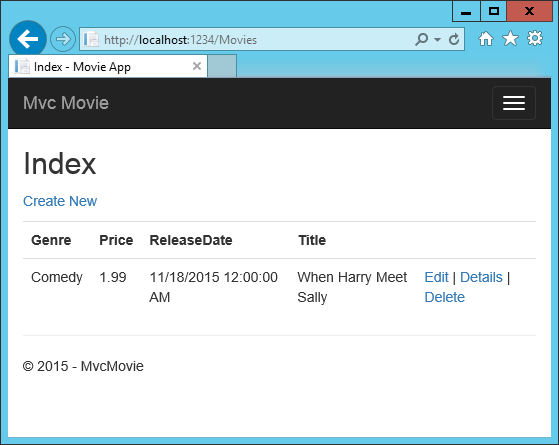 http://localhost:1234/Movies
Index - Movie App
Mvc Movie
Index
Create New
Genre Price ReleaseDate Title
Comedy 1.99 11/18/2015 12:00:00 When Harry Meet Edit | Details |
AM Sally Delete
© 2015 - MvcMovie